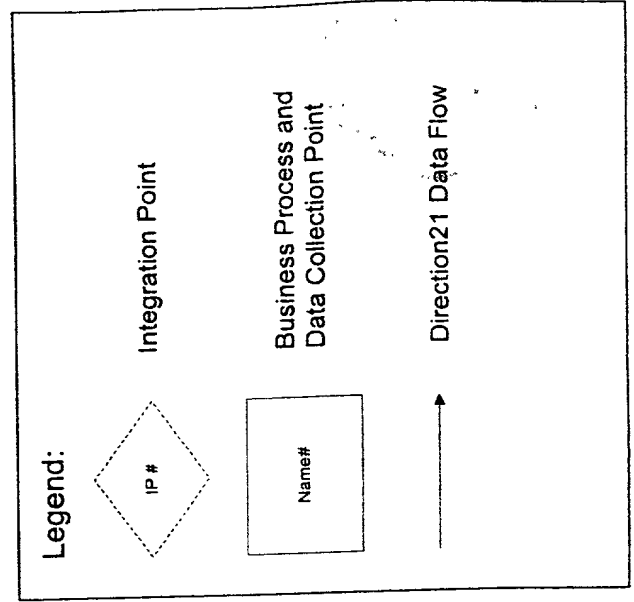 Legend:
IP #
Integration Point
Name#
Business Process and
Data Collection Point
Direction21 Data Flow